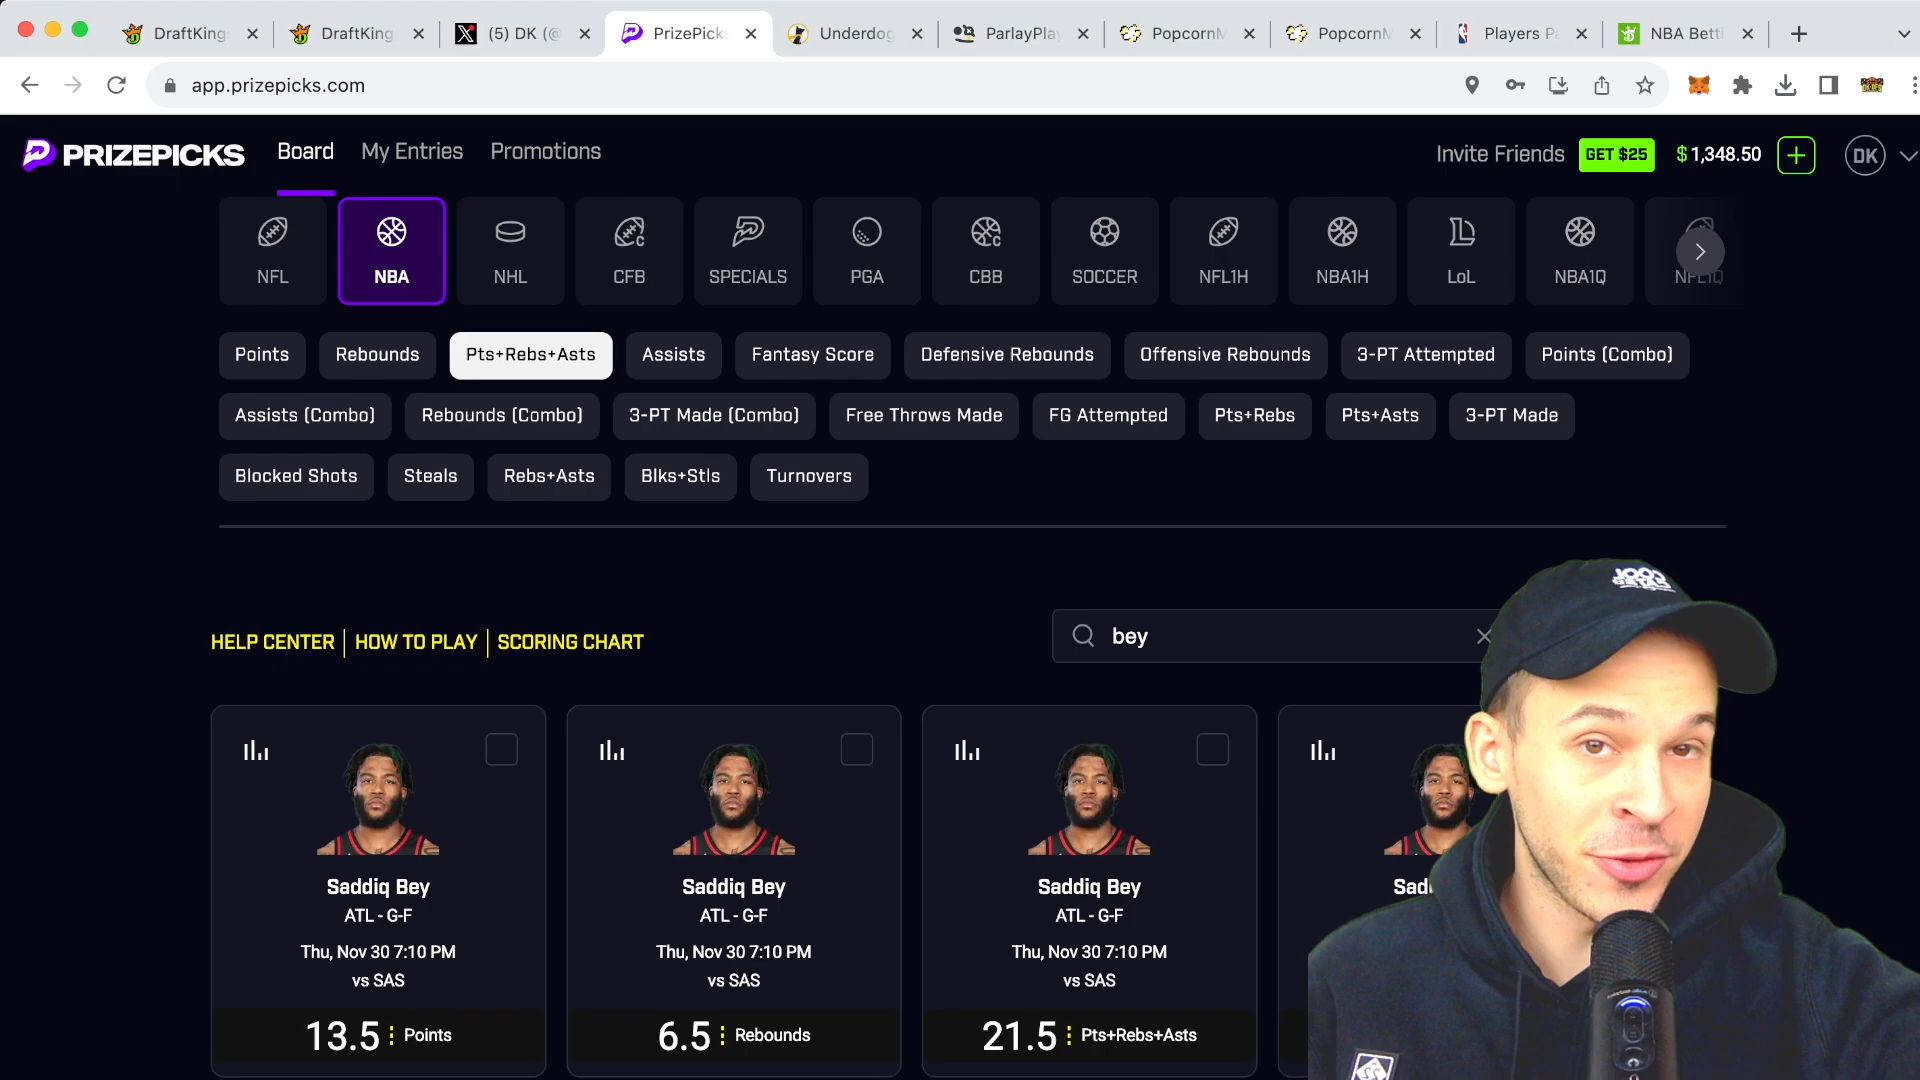 DraftKing
DraftKing
(5) DK (@
PrizePick
Underdog
ParlayPlay
PopcornM
PopcornM
Players P
NBA Betti
app.prizepicks.com
PRIZEPICKS
Board
My Entries
Promotions
Invite Friends
GET $25
$1,348.50
DK
NFL
NBA
NHL
CFB
SPECIALS
PGA
CBB
SOCCER
NFL1H
NBA1H
LoL
NBA1Q
NFL1Q
Points
Rebounds
Pts+Rebs+Asts
Assists
Fantasy Score
Defensive Rebounds
Offensive Rebounds
3-PT Attempted
Points (Combo)
Assists (Combo)
Rebounds (Combo)
3-PT Made (Combo)
Free Throws Made
FG Attempted
Pts+Rebs
Pts+Asts
3-PT Made
Blocked Shots
Steals
Rebs+Asts
Blks+Stls
Turnovers
HELP CENTER
HOW TO PLAY
SCORING CHART
bey
Saddiq Bey
ATL - G-F
Thu, Nov 30 7:10 PM
vs SAS
13.5 Points
Saddiq Bey
ATL - G-F
Thu, Nov 30 7:10 PM
vs SAS
6.5 Rebounds
Saddiq Bey
ATL - G-F
Thu, Nov 30 7:10 PM
vs SAS
21.5 Pts+Rebs+Asts
Sad